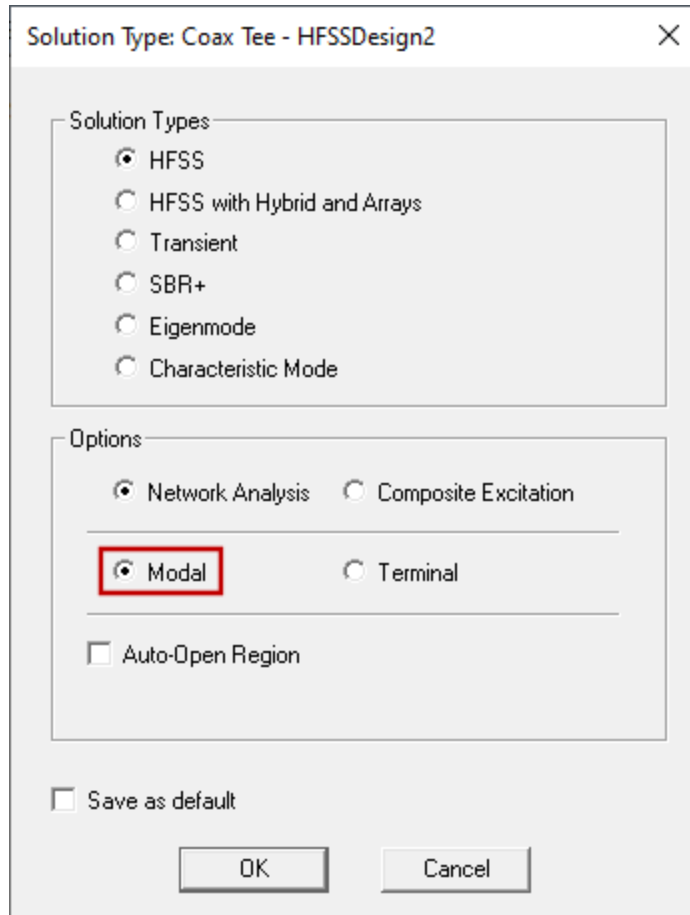 Solution Type: Coax Tee - HFSSDesign2
Solution Types
HFSS
HFSS with Hybrid and Arrays
Transient
SBR+
Eigenmode
Characteristic Mode
Options
Network Analysis Composite Excitation
Modal Terminal
Auto-Open Region
Save as default
OK Cancel